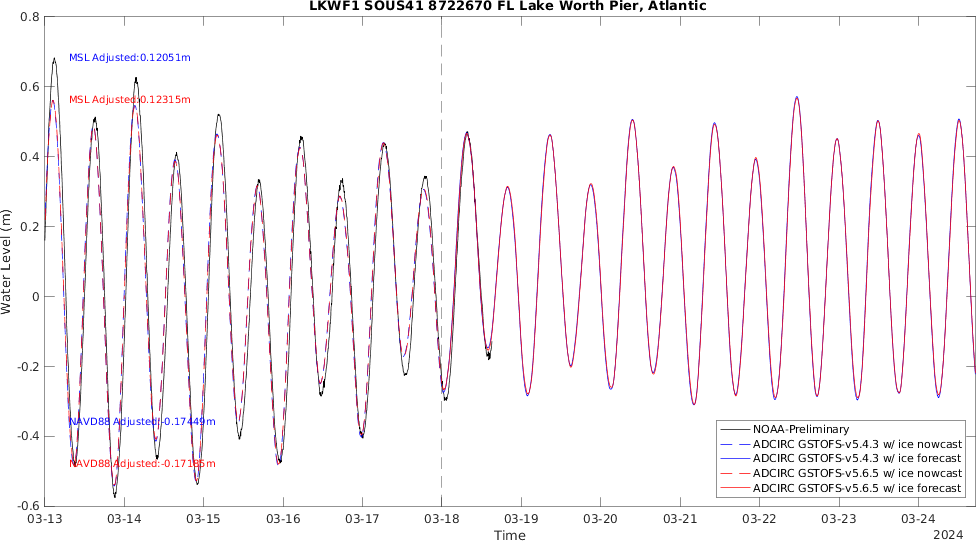 LKWF1 SOUS41 8722670 FL Lake Worth Pier, Atlantic
Water Level (m)
0.8
0.6
0.4
0.2
0
-0.2
-0.4
-0.6
MSL Adjusted:0.12051m
MSL Adjusted:0.12315m
NAVD88 Adjusted:-0.17449m
NAVD88 Adjusted:-0.17185m
NOAA-Preliminary
ADCIRC GSTOFS-v5.4.3 w/ ice nowcast
ADCIRC GSTOFS-v5.4.3 w/ ice forecast
ADCIRC GSTOFS-v5.6.5 w/ ice nowcast
ADCIRC GSTOFS-v5.6.5 w/ ice forecast
03-13 03-14 03-15 03-16 03-17 03-18 03-19 03-20 03-21 03-22 03-23 03-24
Time
2024